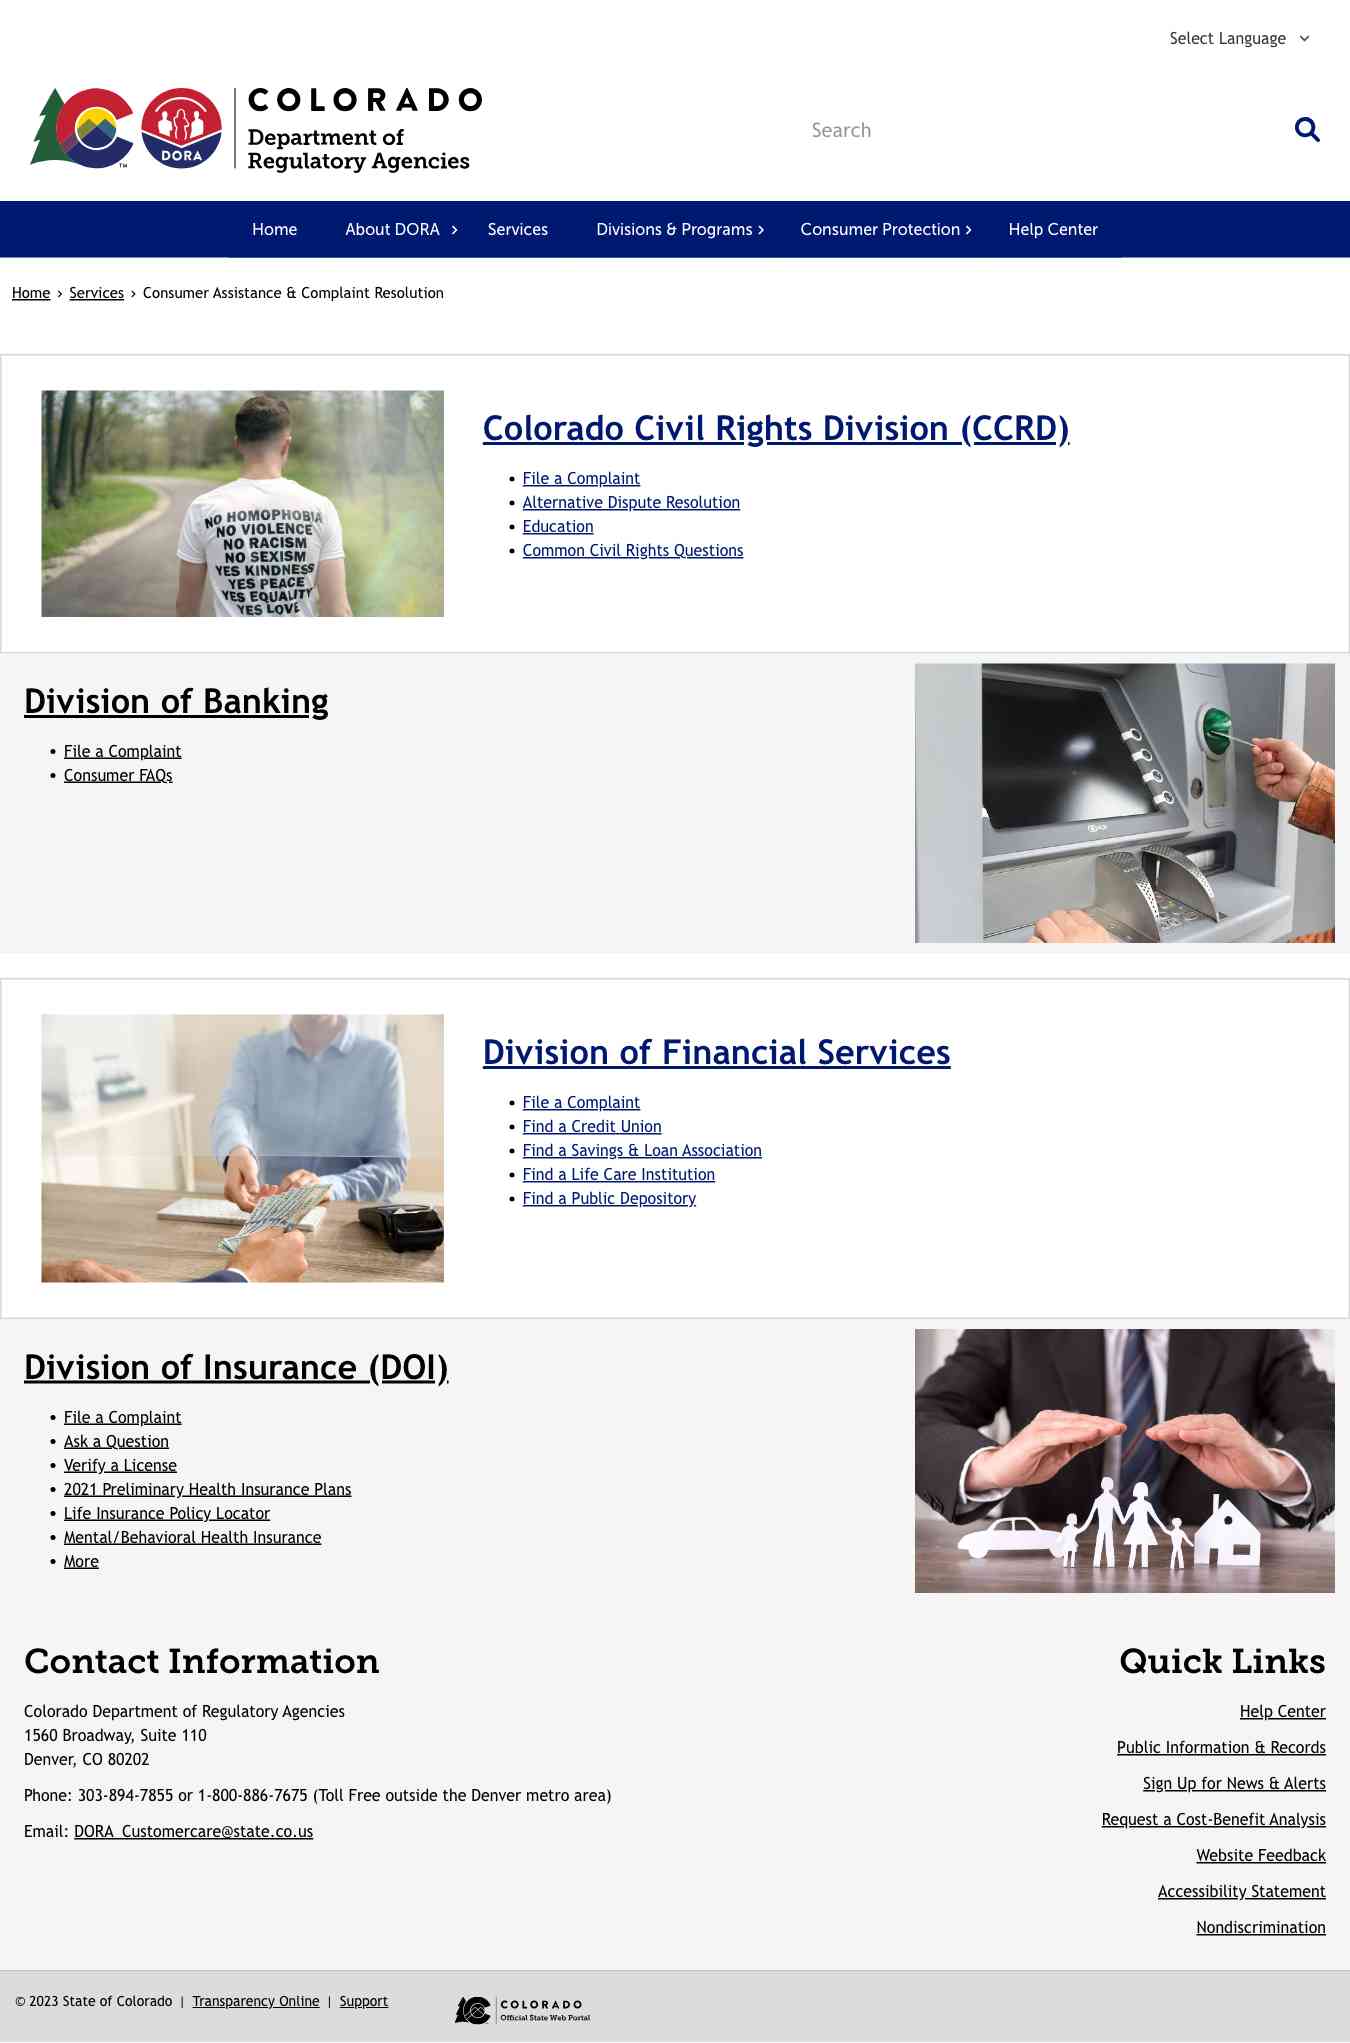 Select Language
COLORADO
Department of
Regulatory Agencies
DORA
TM
Search
Home About DORA Services Divisions & Programs Consumer Protection Help Center
Home › Services › Consumer Assistance & Complaint Resolution
NO HOMOPHOBIA
NO VIOLENCE
NO RACISM
NO SEXISM
YES KINDNESS
YES PEACE
YES EQUALITY
YES LOVE
Colorado Civil Rights Division (CCRD)
• File a Complaint
• Alternative Dispute Resolution
• Education
• Common Civil Rights Questions
Division of Banking
• File a Complaint
• Consumer FAQs
Division of Financial Services
• File a Complaint
• Find a Credit Union
• Find a Savings & Loan Association
• Find a Life Care Institution
• Find a Public Depository
Division of Insurance (DOI)
• File a Complaint
• Ask a Question
• Verify a License
• 2021 Preliminary Health Insurance Plans
• Life Insurance Policy Locator
• Mental/Behavioral Health Insurance
• More
Contact Information
Colorado Department of Regulatory Agencies
1560 Broadway, Suite 110
Denver, CO 80202
Phone: 303-894-7855 or 1-800-886-7675 (Toll Free outside the Denver metro area)
Email: DORA_Customercare@state.co.us
Quick Links
Help Center
Public Information & Records
Sign Up for News & Alerts
Request a Cost-Benefit Analysis
Website Feedback
Accessibility Statement
Nondiscrimination
© 2023 State of Colorado | Transparency Online | Support
COLORADO
Official State Web Portal